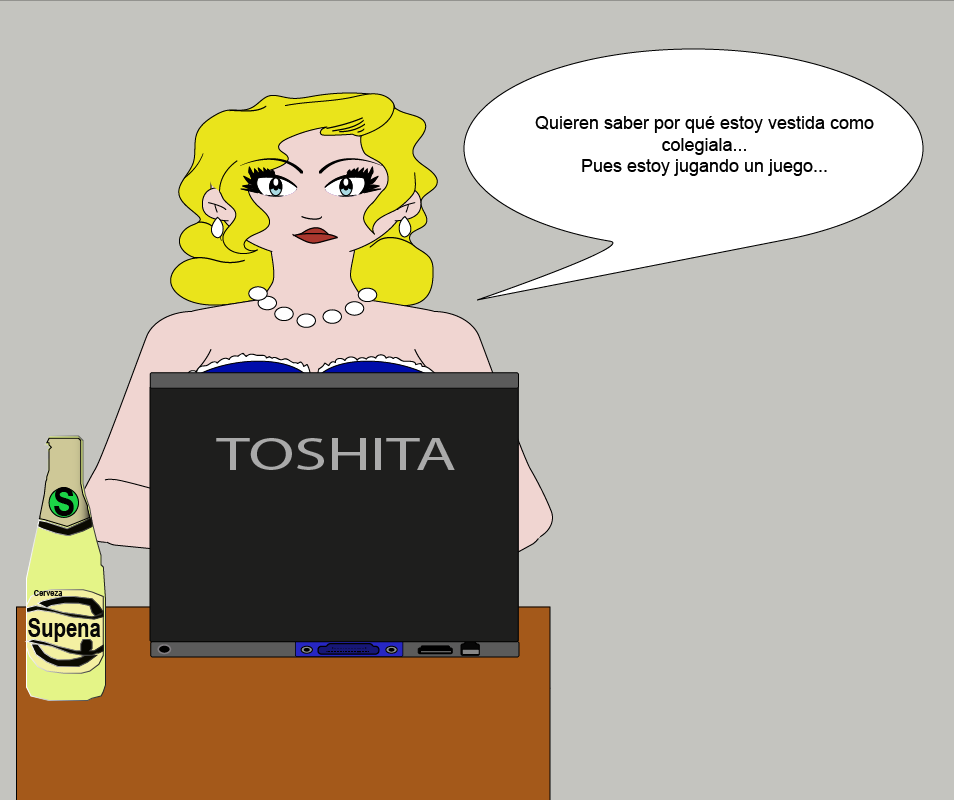 Quieren saber por qué estoy vestida como
colegiala...
Pues estoy jugando un juego...
TOSHITA
S
Cerveza
Supena